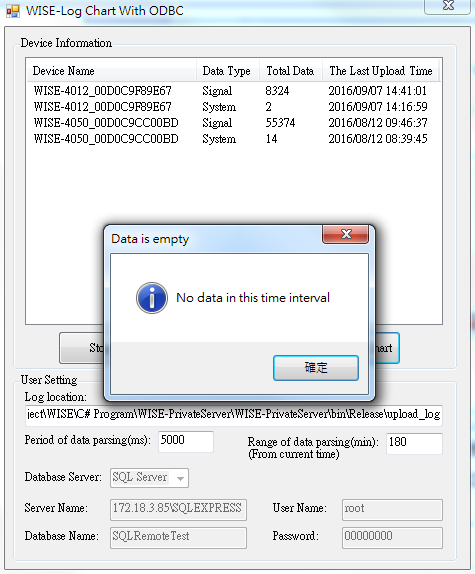 WISE-Log Chart With ODBC
Device Information
Device Name Data Type Total Data The Last Upload Time
WISE-4012_00D0C9F89E67 Signal 8324 2016/09/07 14:41:01
WISE-4012_00D0C9F89E67 System 2 2016/09/07 14:16:59
WISE-4050_00D0C9CC00BD Signal 55374 2016/08/12 09:46:37
WISE-4050_00D0C9CC00BD System 14 2016/08/12 08:39:45
Data is empty
No data in this time interval
確定
User Setting
Log location:
ject\WISE\C# Program\WISE-PrivateServer\WISE-PrivateServer\bin\Release\upload_log
Period of data parsing(ms): 5000 Range of data parsing(min): 180
(From current time)
Database Server: SQL Server
Server Name: 172.18.3.85\SQLEXPRESS User Name: root
Database Name: SQLRemoteTest Password: 00000000